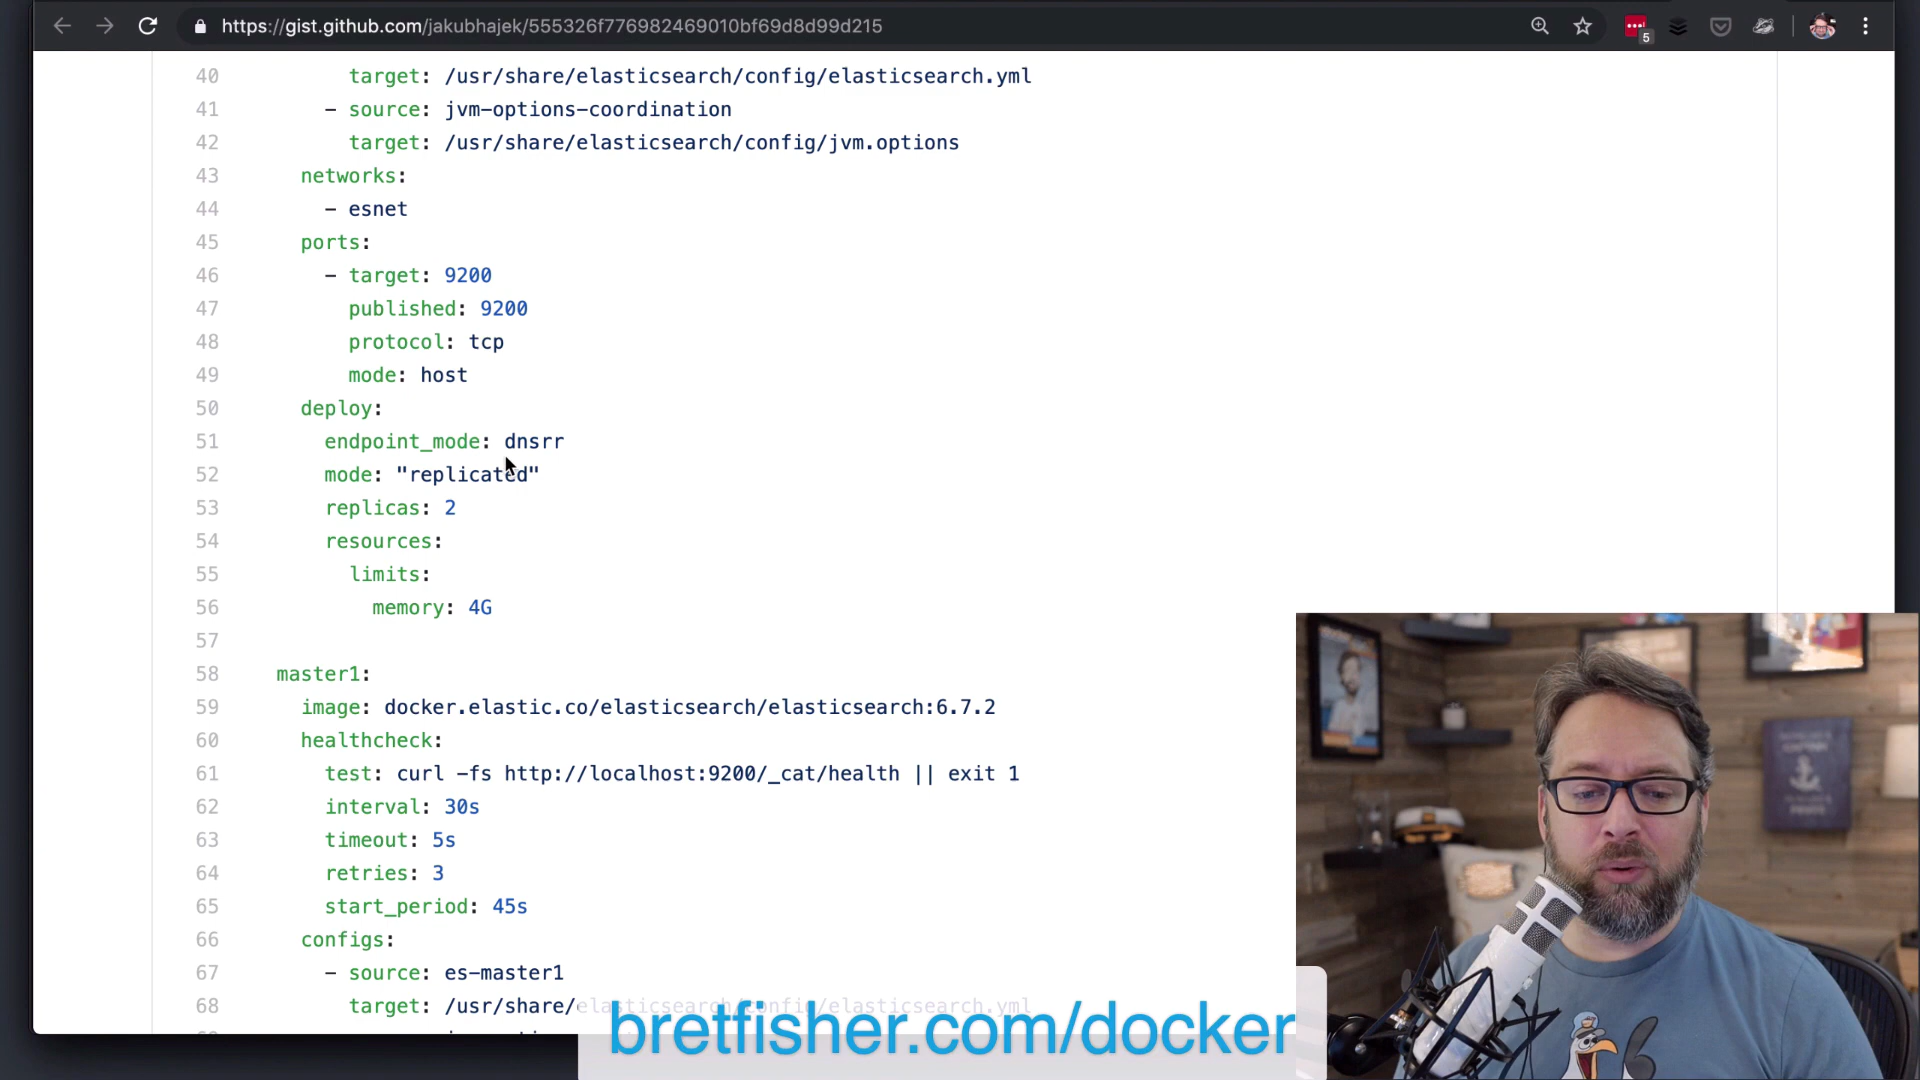 https://gist.github.com/jakubhajek/555326f776982469010bf69d8d99d215
5
40 target: /usr/share/elasticsearch/config/elasticsearch.yml
41 - source: jvm-options-coordination
42 target: /usr/share/elasticsearch/config/jvm.options
43 networks:
44 - esnet
45 ports:
46 - target: 9200
47 published: 9200
48 protocol: tcp
49 mode: host
50 deploy:
51 endpoint_mode: dnsrr
52 mode: "replicated"
53 replicas: 2
54 resources:
55 limits:
56 memory: 4G
57
58 master1:
59 image: docker.elastic.co/elasticsearch/elasticsearch:6.7.2
60 healthcheck:
61 test: curl -fs http://localhost:9200/_cat/health || exit 1
62 interval: 30s
63 timeout: 5s
64 retries: 3
65 start_period: 45s
66 configs:
67 - source: es-master1
68 target: /usr/share/elasticsearch/config/elasticsearch.yml
bretfisher.com/docker